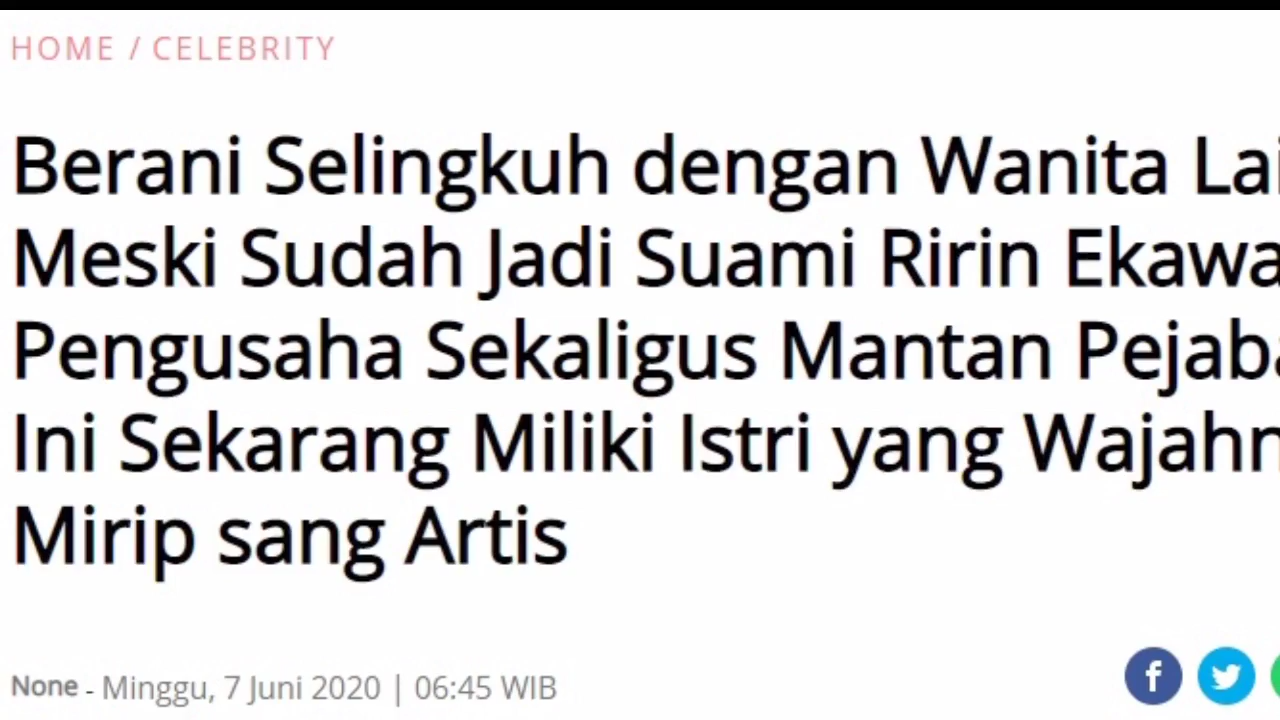 HOME / CELEBRITY
Berani Selingkuh dengan Wanita Lai
Meski Sudah Jadi Suami Ririn Ekawa
Pengusaha Sekaligus Mantan Pejaba
Ini Sekarang Miliki Istri yang Wajahn
Mirip sang Artis
None - Minggu, 7 Juni 2020 | 06:45 WIB